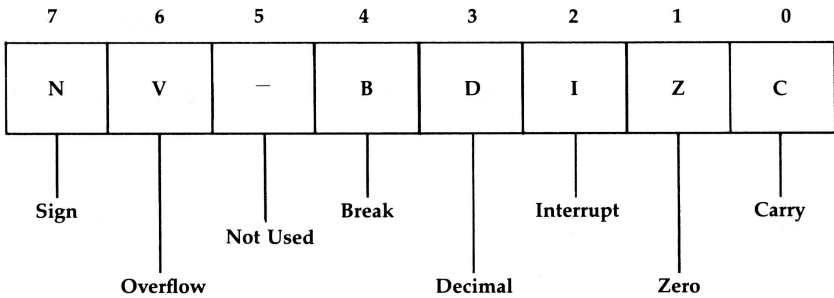 7 6 5 4 3 2 1 0
N V — B D I Z C
Sign Break Interrupt Carry
Not Used
Overflow Decimal Zero